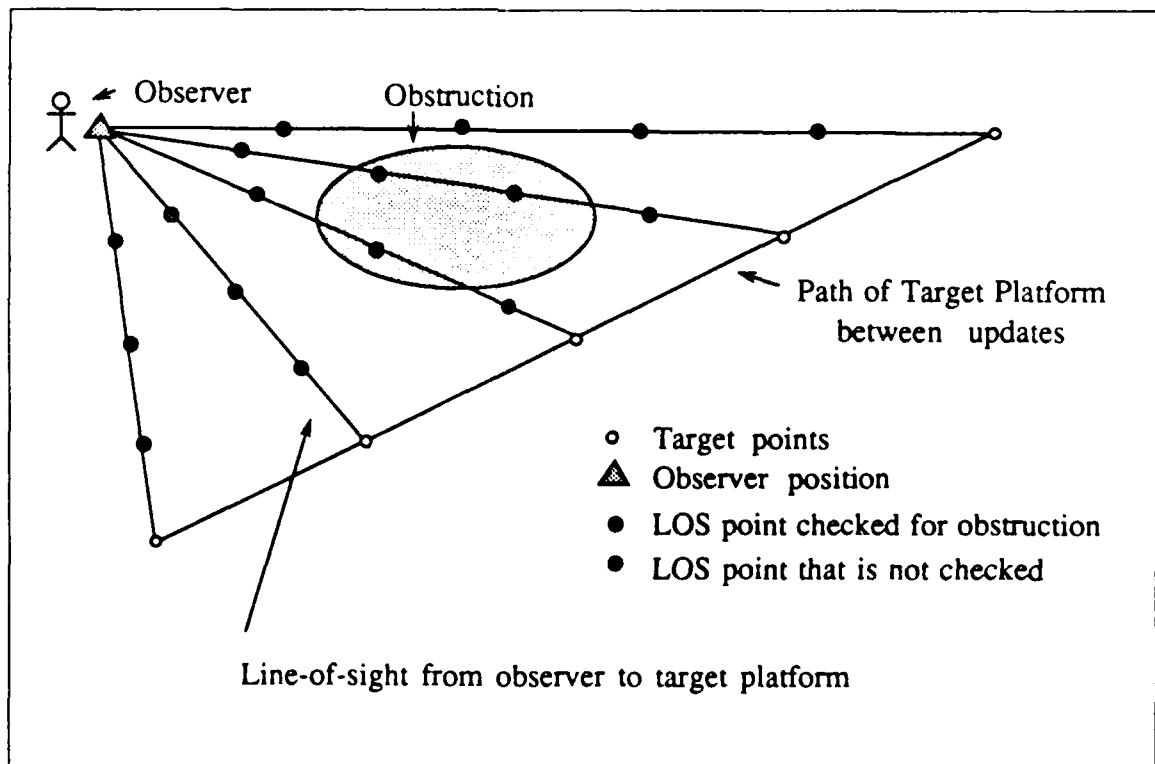 Observer
Obstruction
Path of Target Platform
between updates
Target points
Observer position
LOS point checked for obstruction
LOS point that is not checked
Line-of-sight from observer to target platform